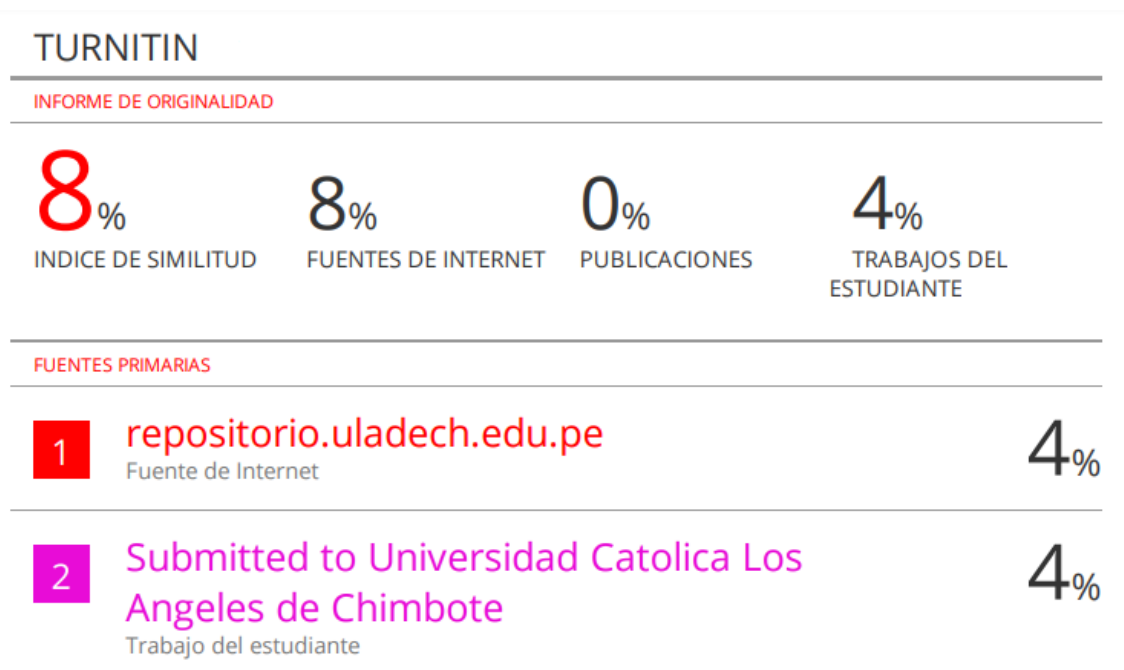 TURNITIN
INFORME DE ORIGINALIDAD
8% 8% 0% 4%
INDICE DE SIMILITUD FUENTES DE INTERNET PUBLICACIONES TRABAJOS DEL
ESTUDIANTE
FUENTES PRIMARIAS
1 repositorio.uladech.edu.pe 4%
Fuente de Internet
2 Submitted to Universidad Catolica Los 4%
Angeles de Chimbote
Trabajo del estudiante